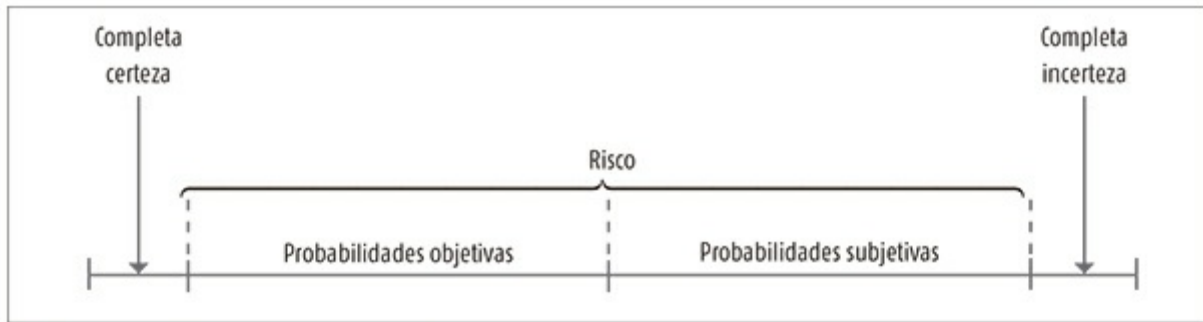 Completa
certeza
Completa
incerteza
Risco
Probabilidades objetivas
Probabilidades subjetivas